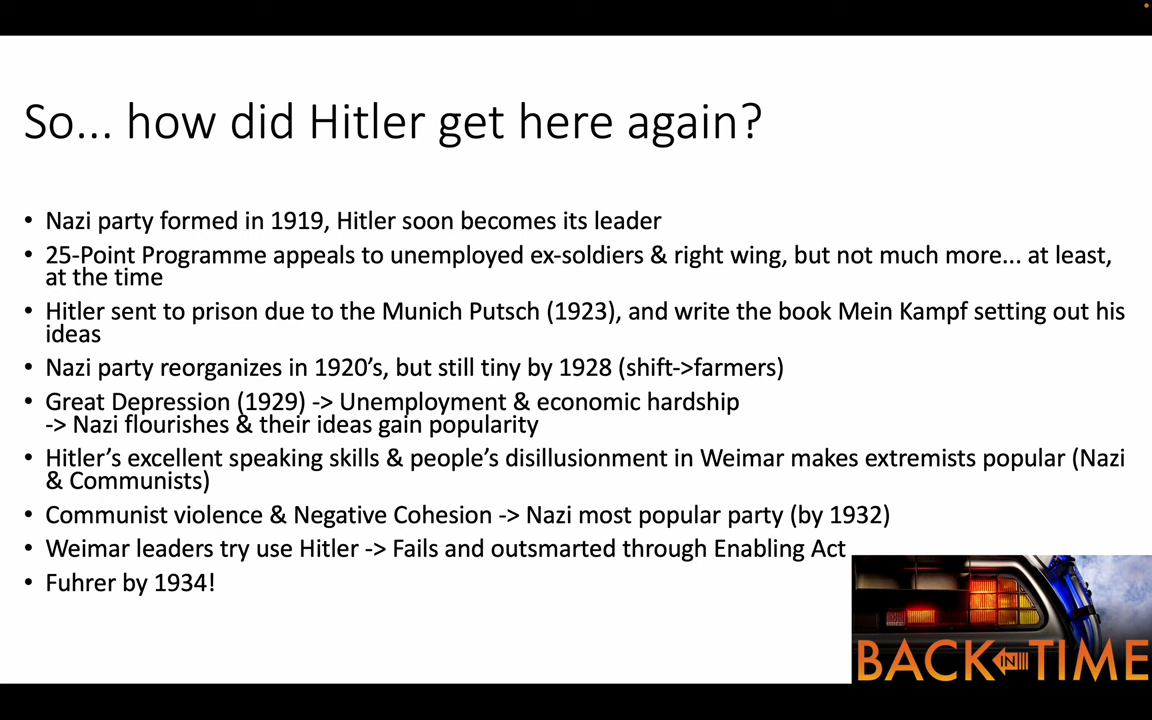 So... how did Hitler get here again?
• Nazi party formed in 1919, Hitler soon becomes its leader
• 25-Point Programme appeals to unemployed ex-soldiers & right wing, but not much more... at least,
at the time
• Hitler sent to prison due to the Munich Putsch (1923), and write the book Mein Kampf setting out his
ideas
• Nazi party reorganizes in 1920’s, but still tiny by 1928 (shift->farmers)
• Great Depression (1929) -> Unemployment & economic hardship
-> Nazi flourishes & their ideas gain popularity
• Hitler’s excellent speaking skills & people’s disillusionment in Weimar makes extremists popular (Nazi
& Communists)
• Communist violence & Negative Cohesion -> Nazi most popular party (by 1932)
• Weimar leaders try use Hitler -> Fails and outsmarted through Enabling Act
• Fuhrer by 1934!
BACK IN TIME